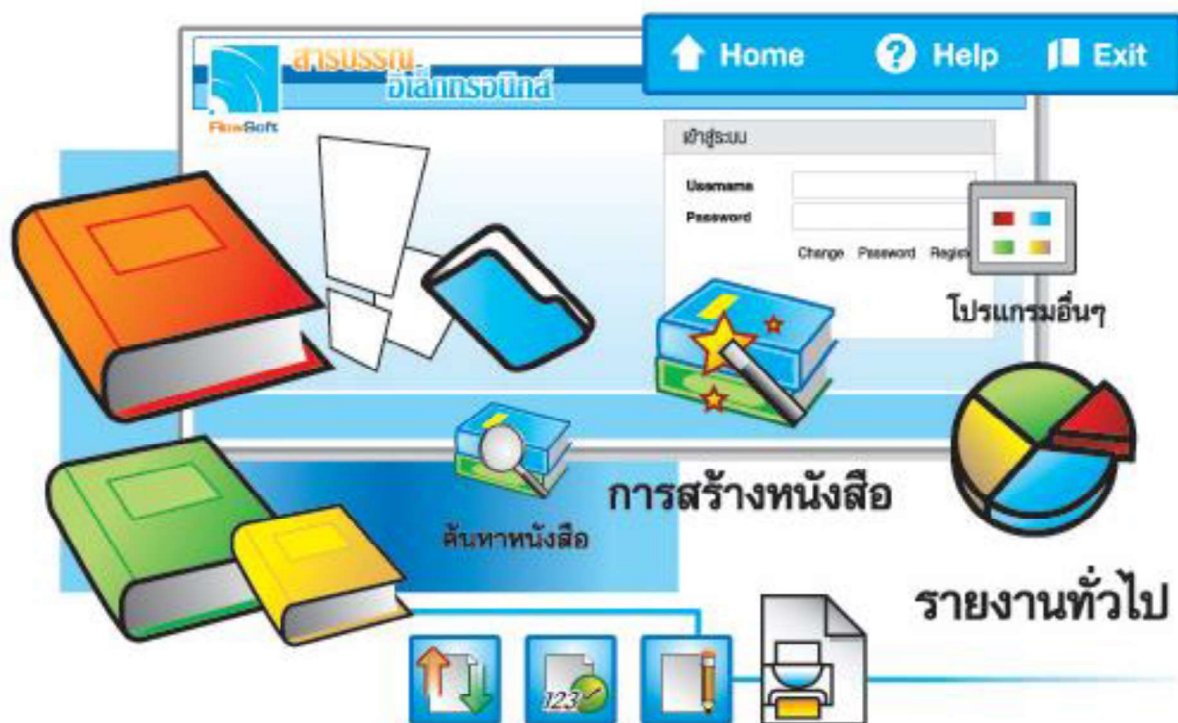 สารบรรณ
อิเล็กทรอนิกส์
FlowSoft
Home Help Exit
เข้าสู่ระบบ
Username
Password
Change Password Registe
โปรแกรมอื่นๆ
การสร้างหนังสือ
ค้นหาหนังสือ
รายงานทั่วไป
123